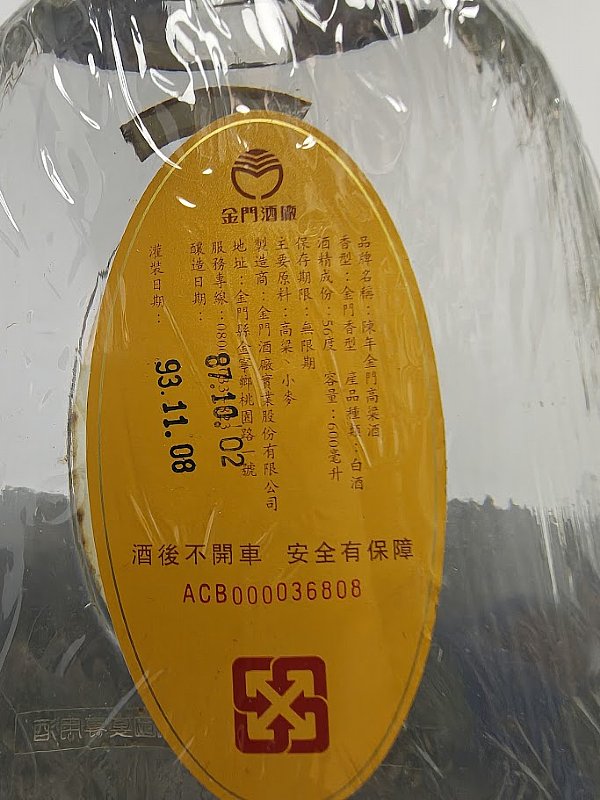 金門酒廠
品牌名稱：陳年金門高粱酒
香型：金門香型　產品種類：白酒
酒精成份：56度　容量：600毫升
保存期限：無限期
主要原料：高粱、小麥
製造商：金門酒廠實業股份有限公司
地址：金門縣金寧鄉桃園路一號
服務專線：080
釀造日期：
87.10.02
灌裝日期：
93.11.08
酒後不開車　安全有保障
ACB000036808